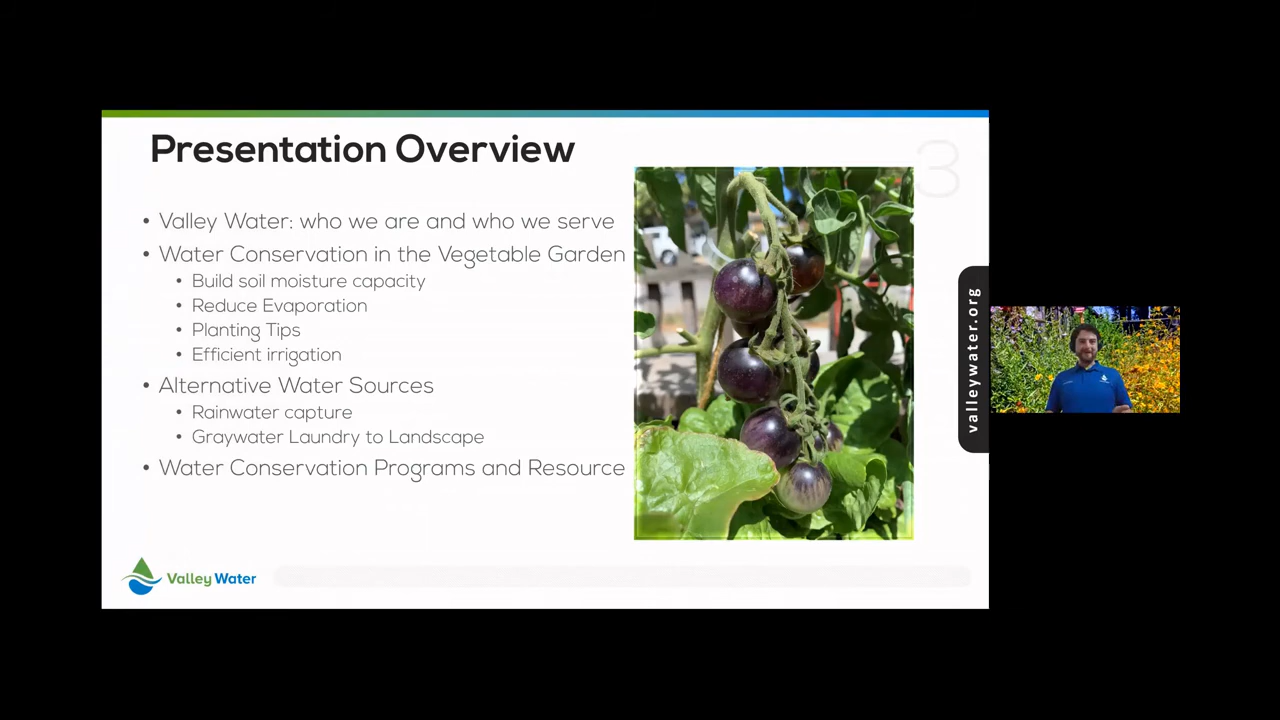 Presentation Overview
3
• Valley Water: who we are and who we serve
• Water Conservation in the Vegetable Garden
• Build soil moisture capacity
• Reduce Evaporation
• Planting Tips
• Efficient irrigation
• Alternative Water Sources
• Rainwater capture
• Graywater Laundry to Landscape
• Water Conservation Programs and Resource
valleywater.org
Valley Water